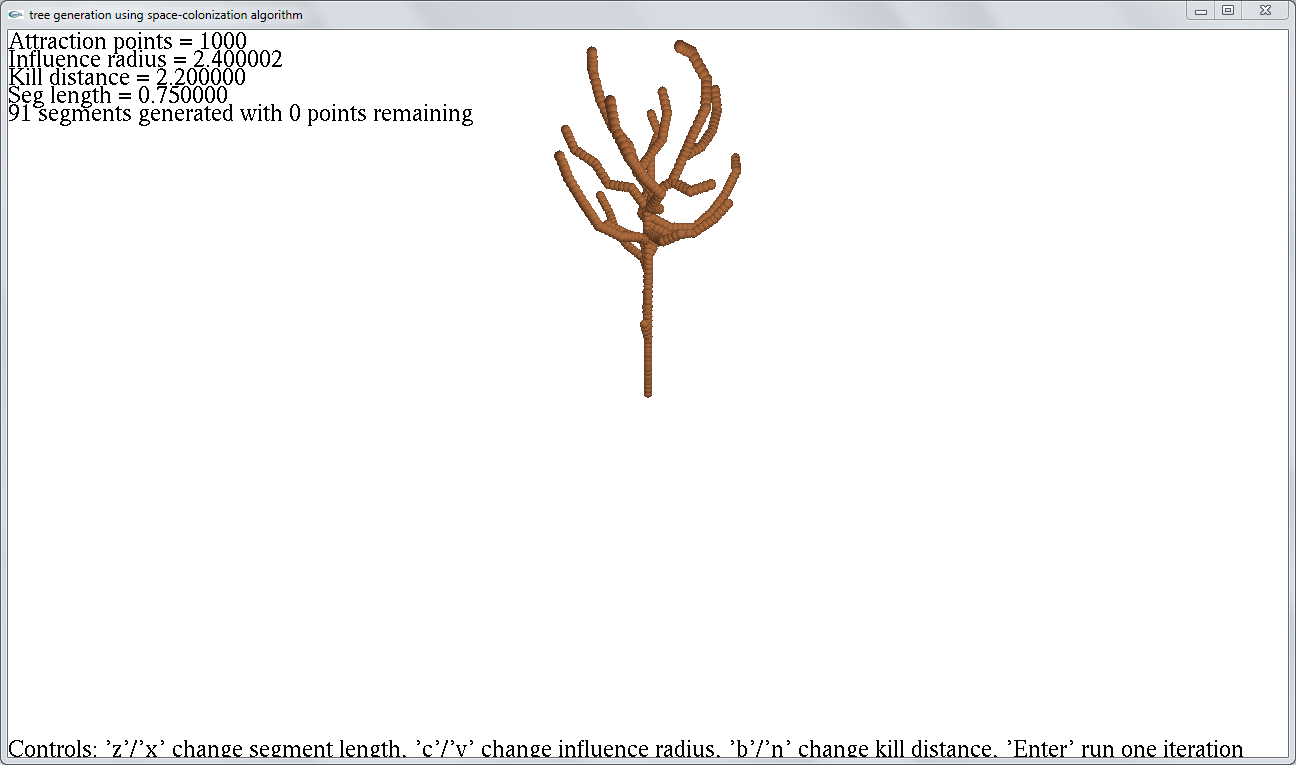 tree generation using space-colonization algorithm
Attraction points = 1000
Influence radius = 2.400002
Kill distance = 2.200000
Seg length = 0.750000
91 segments generated with 0 points remaining
Controls: 'z'/'x' change segment length, 'c'/'v' change influence radius, 'b'/'n' change kill distance, 'Enter' run one iteration